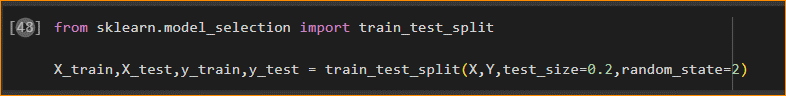 [48] from sklearn.model_selection import train_test_split
X_train,X_test,y_train,y_test = train_test_split(X,Y,test_size=0.2,random_state=2)